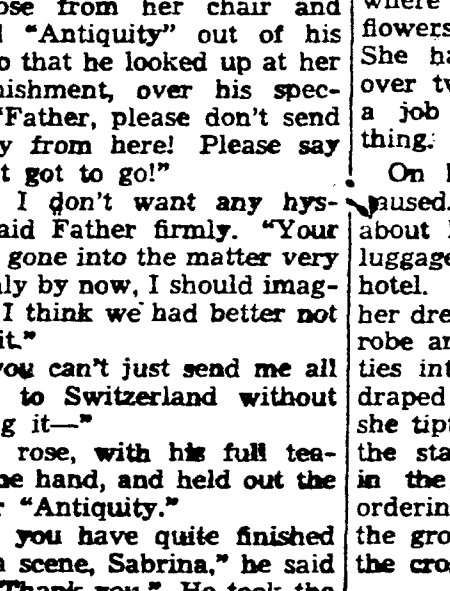 ose from her chair and
"Antiquity" out of his
o that he looked up at her
nishment, over his spec-
"Father, please don't send
y from here! Please say
t got to go!"
I don't want any hys-
aid Father firmly. "Your
gone into the matter very
ly by now, I should imag-
I think we had better not
it."
you can't just send me all
to Switzerland without
g it—"
rose, with his full tea-
ne hand, and held out the
"Antiquity."
you have quite finished
a scene, Sabrina," he said
"Thank you." He took the
where
flowers
She ha
over tw
a job
thing.
On
paused.
about
luggage
hotel.
her dre
robe an
ties int
draped
she tipt
the sta
in the
orderin
the gro
the cro